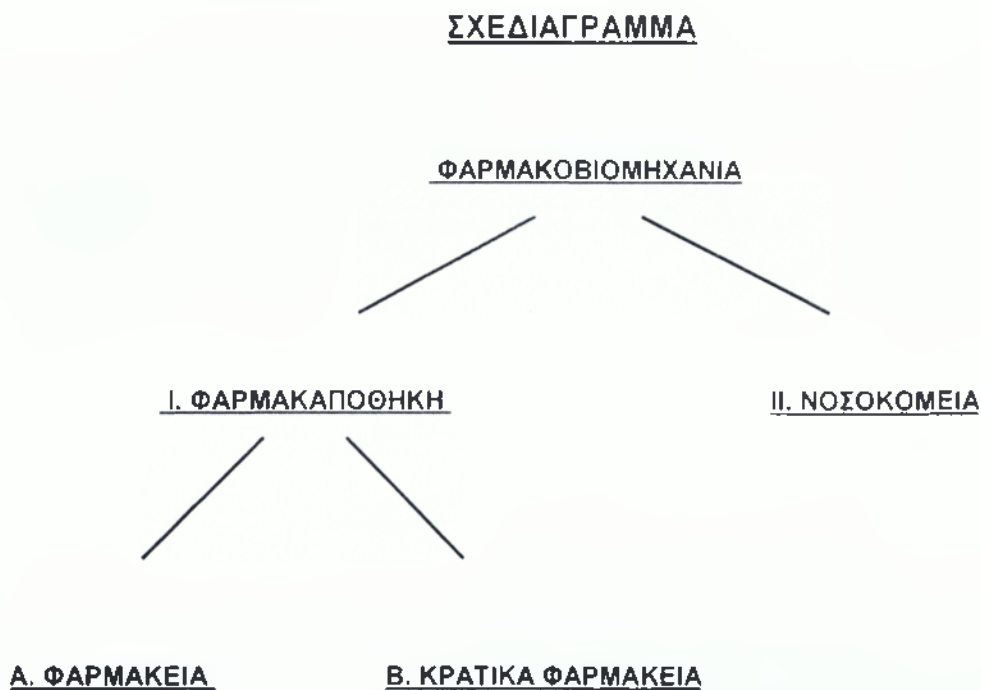 ΣΧΕΔΙΑΓΡΑΜΜΑ
ΦΑΡΜΑΚΟΒΙΟΜΗΧΑΝΙΑ
Ι. ΦΑΡΜΑΚΑΠΟΘΗΚΗ
ΙΙ. ΝΟΣΟΚΟΜΕΙΑ
Α. ΦΑΡΜΑΚΕΙΑ
Β. ΚΡΑΤΙΚΑ ΦΑΡΜΑΚΕΙΑ